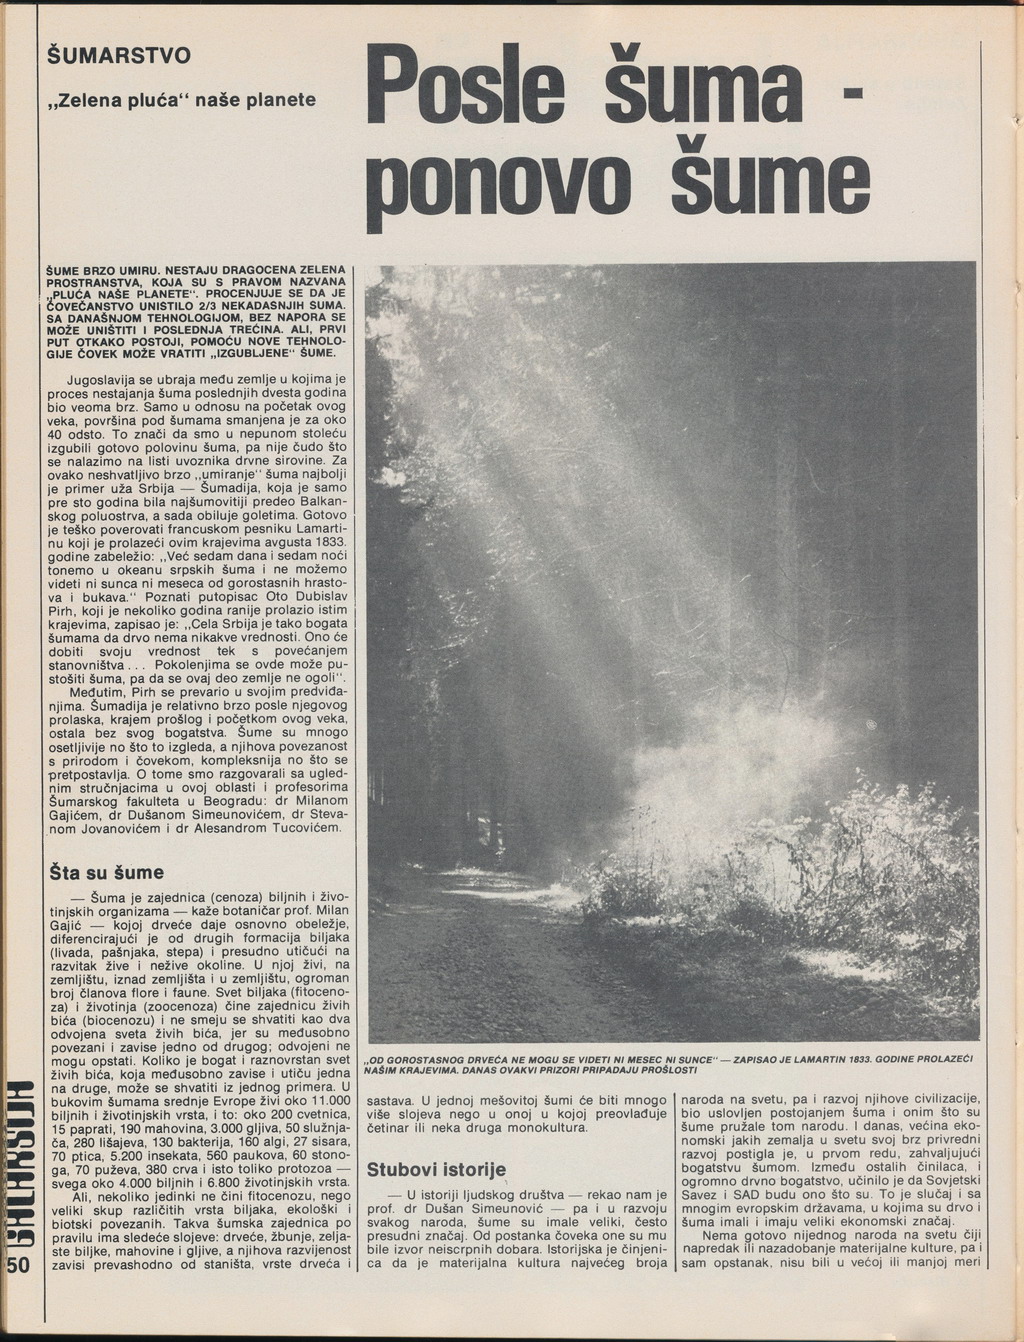 ŠUMARSTVO
„Zelena pluća“ naše planete
Posle šuma -
ponovo šume
ŠUME BRZO UMIRU. NESTAJU DRAGOCENA ZELENA
PROSTRANSTVA, KOJA SU S PRAVOM NAZVANA
„PLUĆA NAŠE PLANETE“. PROCENJUJE SE DA JE
ČOVEČANSTVO UNISTILO 2/3 NEKADASNJIH SUMA.
SA DANAŠNJOM TEHNOLOGIJOM, BEZ NAPORA SE
MOŽE UNIŠTITI I POSLEDNJA TREĆINA. ALI, PRVI
PUT OTKAKO POSTOJI, POMOĆU NOVE TEHNOLO-
GIJE ČOVEK MOŽE VRATITI „IZGUBLJENE“ ŠUME.
Jugoslavija se ubraja među zemlje u kojima je
proces nestajanja šuma poslednjih dvesta godina
bio veoma brz. Samo u odnosu na početak ovog
veka, površina pod šumama smanjena je za oko
40 odsto. To znači da smo u nepunom stoleću
izgubili gotovo polovinu šuma, pa nije čudo što
se nalazimo na listi uvoznika drvne sirovine. Za
ovako neshvatljivo brzo „umiranje“ šuma najbolji
je primer uža Srbija — Šumadija, koja je samo
pre sto godina bila najšumovitiji predeo Balkan-
skog poluostrva, a sada obiluje goletima. Gotovo
je teško poverovati francuskom pesniku Lamarti-
nu koji je prolazeći ovim krajevima avgusta 1833.
godine zabeležio: „Već sedam dana i sedam noći
tonemo u okeanu srpskih šuma i ne možemo
videti ni sunca ni meseca od gorostasnih hrasto-
va i bukava.“ Poznati putopisac Oto Dubislav
Pirh, koji je nekoliko godina ranije prolazio istim
krajevima, zapisao je: „Cela Srbija je tako bogata
šumama da drvo nema nikakve vrednosti. Ono će
dobiti svoju vrednost tek s povećanjem
stanovništva... Pokolenjima se ovde može pu-
stošiti šuma, pa da se ovaj deo zemlje ne ogoli“.
Međutim, Pirh se prevario u svojim predviđa-
njima. Šumadija je relativno brzo posle njegovog
prolaska, krajem prošlog i početkom ovog veka,
ostala bez svog bogatstva. Šume su mnogo
osetljivije no što to izgleda, a njihova povezanost
s prirodom i čovekom, kompleksnija no što se
pretpostavlja. O tome smo razgovarali sa ugled-
nim stručnjacima u ovoj oblasti i profesorima
Šumarskog fakulteta u Beogradu: dr Milanom
Gajićem, dr Dušanom Simeunovićem, dr Steva-
nom Jovanovićem i dr Alesandrom Tucovićem.
Šta su šume
— Šuma je zajednica (cenoza) biljnih i živo-
tinjskih organizama — kaže botaničar prof. Milan
Gajić — kojoj drveće daje osnovno obeležje,
diferencirajući je od drugih formacija biljaka
(livada, pašnjaka, stepa) i presudno utičući na
razvitak žive i nežive okoline. U njoj živi, na
zemljištu, iznad zemljišta i u zemljištu, ogroman
broj članova flore i faune. Svet biljaka (fitoceno-
za) i životinja (zoocenoza) čine zajednicu živih
bića (biocenozu) i ne smeju se shvatiti kao dva
odvojena sveta živih bića, jer su međusobno
povezani i zavise jedno od drugog; odvojeni ne
mogu opstati. Koliko je bogat i raznovrstan svet
živih bića, koja međusobno zavise i utiču jedna
na druge, može se shvatiti iz jednog primera. U
bukovim šumama srednje Evrope živi oko 11.000
biljnih i životinjskih vrsta, i to: oko 200 cvetnica,
15 paprati, 190 mahovina, 3.000 gljiva, 50 služnja-
ča, 280 lišajeva, 130 bakterija, 160 algi, 27 sisara,
70 ptica, 5.200 insekata, 560 paukova, 60 stono-
ga, 70 puževa, 380 crva i isto toliko protozoa —
svega oko 4.000 biljnih i 6.800 životinjskih vrsta.
Ali, nekoliko jedinki ne čini fitocenozu, nego
veliki skup različitih vrsta biljaka, ekološki i
biotski povezanih. Takva šumska zajednica po
pravilu ima sledeće slojeve: drveće, žbunje, zelja-
ste biljke, mahovine i gljive, a njihova razvijenost
zavisi prevashodno od staništa, vrste drveća i
„OD GOROSTASNOG DRVEĆA NE MOGU SE VIDETI NI MESEC NI SUNCE“ — ZAPISAO JE LAMARTIN 1833. GODINE PROLAZEĆI
NAŠIM KRAJEVIMA. DANAS OVAKVI PRIZORI PRIPADAJU PROŠLOSTI
sastava. U jednoj mešovitoj šumi će biti mnogo
više slojeva nego u onoj u kojoj preovlađuje
četinar ili neka druga monokultura.
Stubovi istorije
— U istoriji ljudskog društva — rekao nam je
prof. dr Dušan Simeunović — pa i u razvoju
svakog naroda, šume su imale veliki, često
presudni značaj. Od postanka čoveka one su mu
bile izvor neiscrpnih dobara. Istorijska je činjeni-
ca da je materijalna kultura najvećeg broja
naroda na svetu, pa i razvoj njihove civilizacije,
bio uslovljen postojanjem šuma i onim što su
šume pružale tom narodu. I danas, većina eko-
nomski jakih zemalja u svetu svoj brz privredni
razvoj postigla je, u prvom redu, zahvaljujući
bogatstvu šumom. Između ostalih činilaca, i
ogromno drvno bogatstvo, učinilo je da Sovjetski
Savez i SAD budu ono što su. To je slučaj i sa
mnogim evropskim državama, u kojima su drvo i
šuma imali i imaju veliki ekonomski značaj.
Nema gotovo nijednog naroda na svetu čiji
napredak ili nazadobanje materijalne kulture, pa i
sam opstanak, nisu bili u većoj ili manjoj meri
GALAKSIJA
50